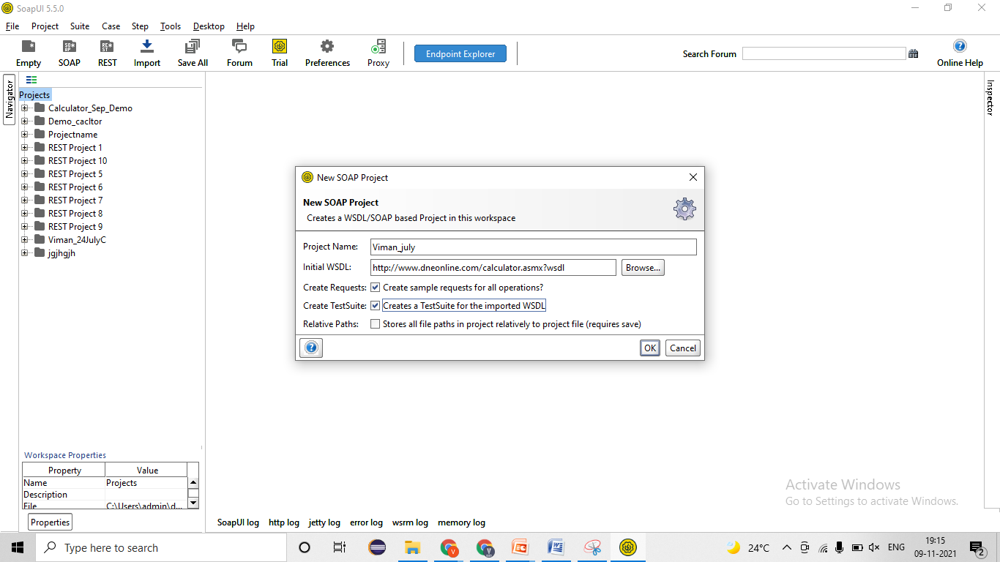 SoapUI 5.5.0
File Project Suite Case Step Tools Desktop Help
Empty SOAP REST Import Save All Forum Trial Preferences Proxy Endpoint Explorer Search Forum Online Help
Navigator
Inspector
Projects
Calculator_Sep_Demo
Demo_cacltor
Projectname
REST Project 1
REST Project 10
REST Project 5
REST Project 6
REST Project 7
REST Project 8
REST Project 9
Viman_24JulyC
jgjhgjh
New SOAP Project
New SOAP Project
Creates a WSDL/SOAP based Project in this workspace
Project Name: Viman_july
Initial WSDL: http://www.dneonline.com/calculator.asmx?wsdl Browse...
Create Requests: Create sample requests for all operations?
Create TestSuite: Creates a TestSuite for the imported WSDL
Relative Paths: Stores all file paths in project relatively to project file (requires save)
OK Cancel
Workspace Properties
Property Value
Name Projects
Description
File C:\Users\admin\d...
Properties
Activate Windows
Go to Settings to activate Windows.
SoapUI log http log jetty log error log wsrm log memory log
Type here to search
24°C ENG 19:15
09-11-2021 2